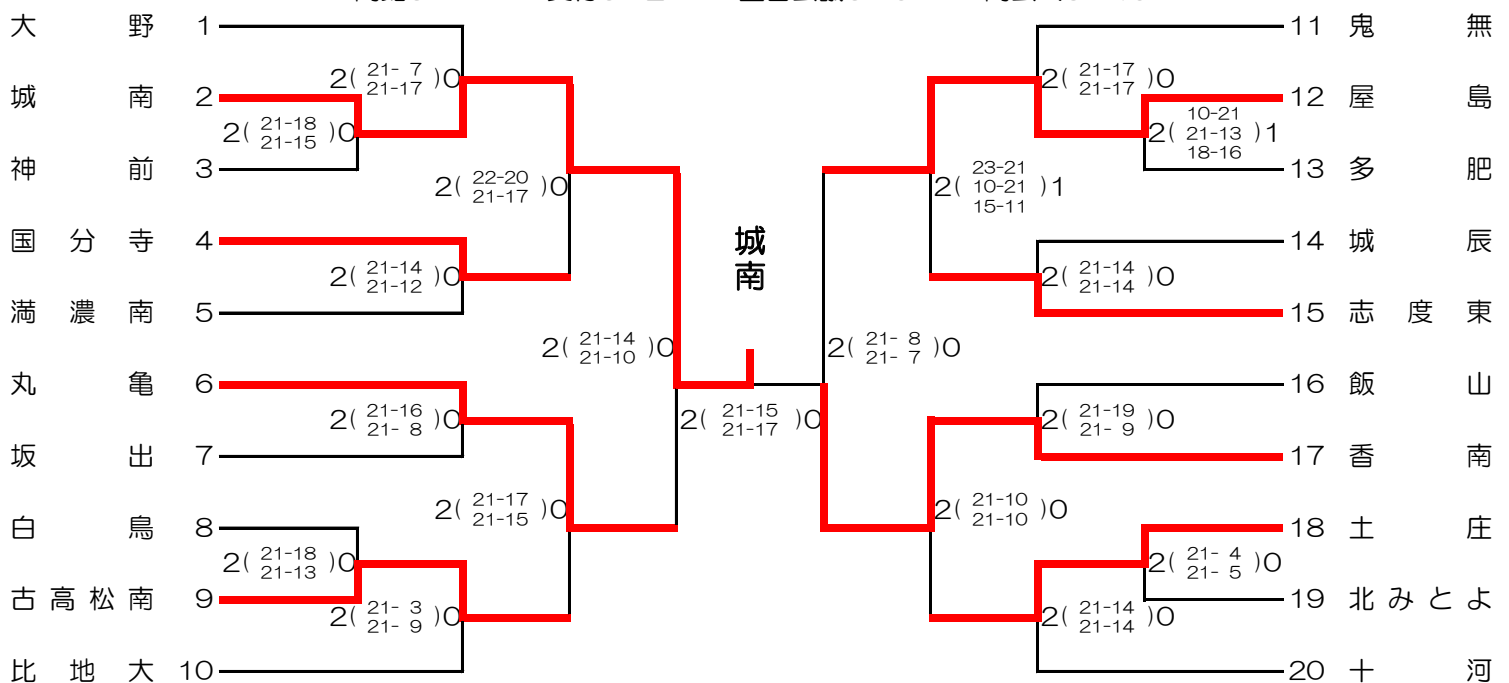 大野 1
2( 21- 7 21-17 )0
城南 2
2( 21-18 21-15 )0
神前 3
2( 22-20 21-17 )0
国分寺 4
2( 21-14 21-12 )0
満濃南 5
2( 21-14 21-10 )0
丸亀 6
2( 21-16 21- 8 )0
坂出 7
2( 21-17 21-15 )0
白鳥 8
2( 21-18 21-13 )0
古高松南 9
2( 21- 3 21- 9 )0
比地大 10
城南
2( 21-15 21-17 )0
11 鬼無
2( 21-17 21-17 )0
12 屋島
2( 10-21 21-13 18-16 )1
13 多肥
2( 23-21 10-21 15-11 )1
14 城辰
2( 21-14 21-14 )0
15 志度東
2( 21- 8 21- 7 )0
16 飯山
2( 21-19 21- 9 )0
17 香南
2( 21-10 21-10 )0
18 土庄
2( 21- 4 21- 5 )0
19 北みとよ
2( 21-14 21-14 )0
20 十河